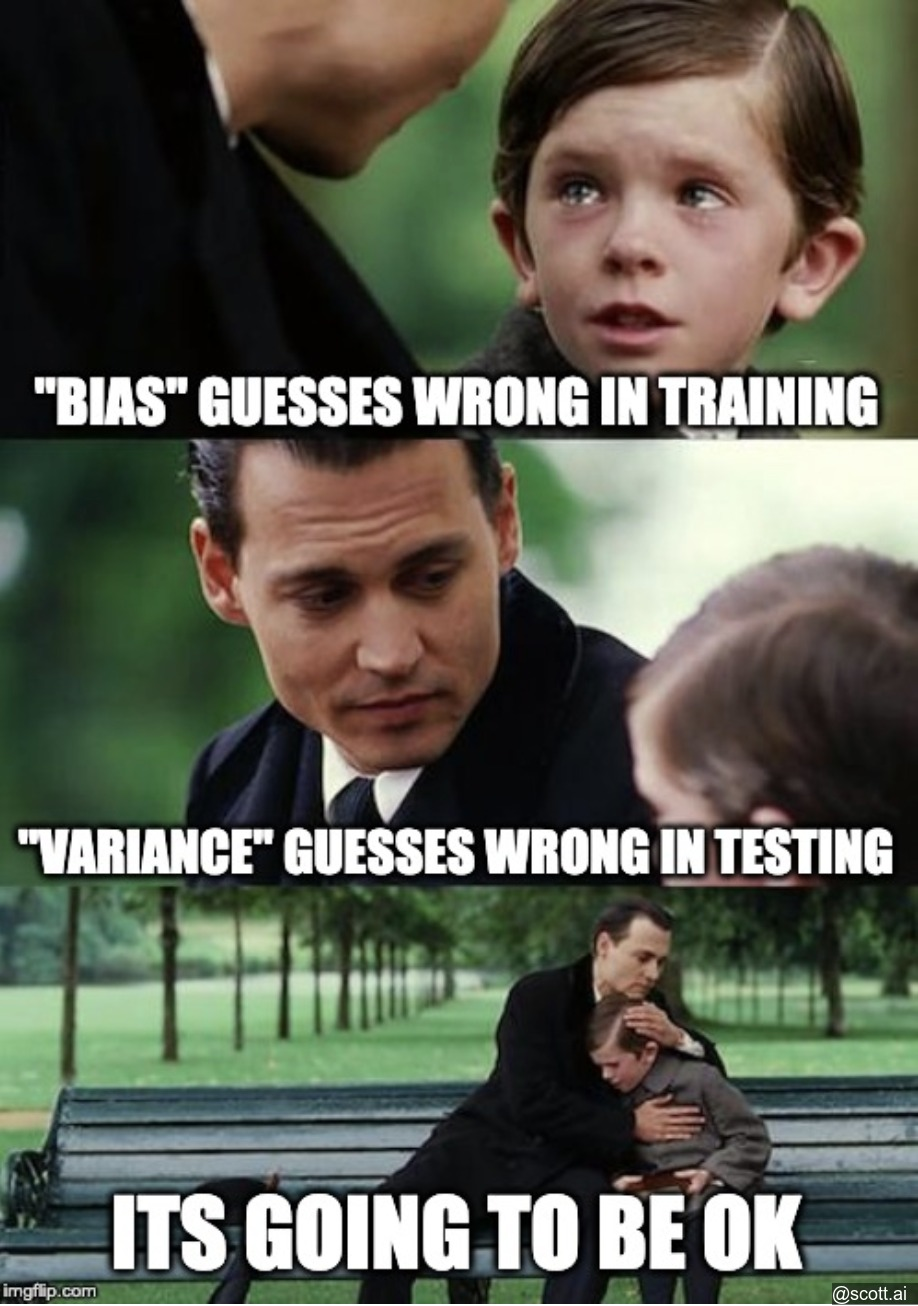 "BIAS" GUESSES WRONG IN TRAINING
"VARIANCE" GUESSES WRONG IN TESTING
ITS GOING TO BE OK
imgflip.com
@scott.ai